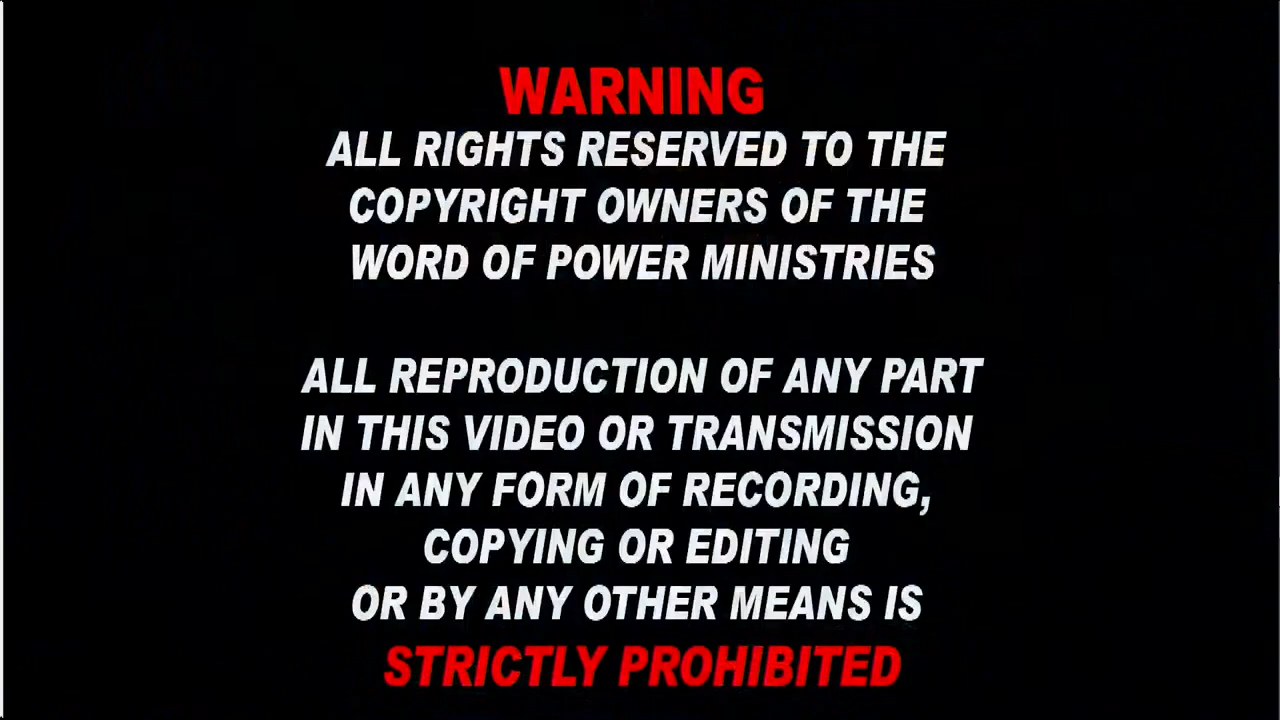 WARNING
ALL RIGHTS RESERVED TO THE
COPYRIGHT OWNERS OF THE
WORD OF POWER MINISTRIES
ALL REPRODUCTION OF ANY PART
IN THIS VIDEO OR TRANSMISSION
IN ANY FORM OF RECORDING,
COPYING OR EDITING
OR BY ANY OTHER MEANS IS
STRICTLY PROHIBITED